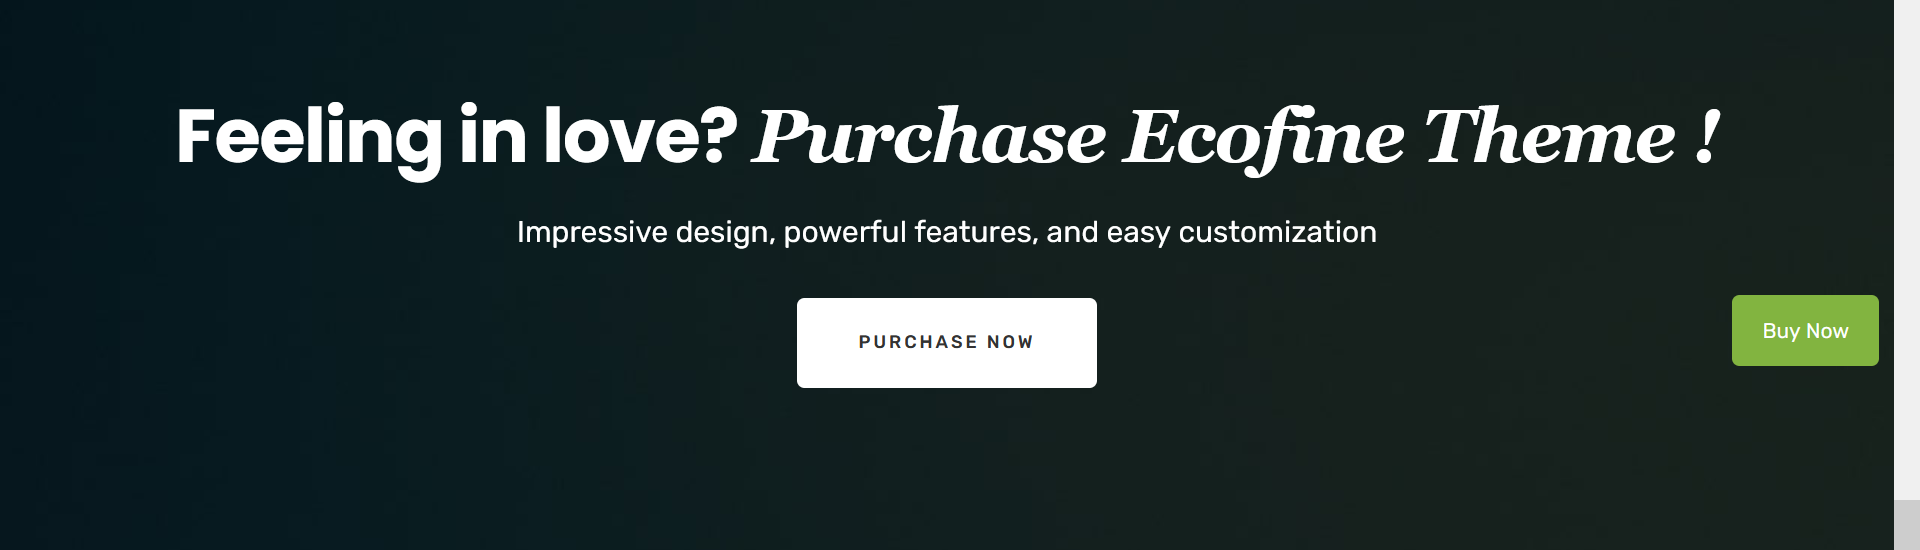 Feeling in love? Purchase Ecofine Theme !
Impressive design, powerful features, and easy customization
PURCHASE NOW
Buy Now